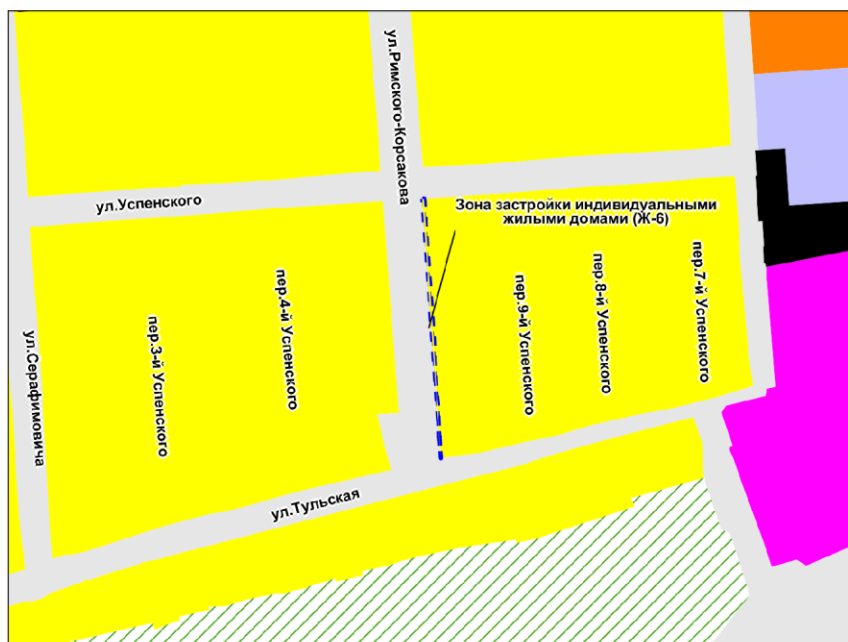 ул.Римского-Корсакова
ул.Успенского
Зона застройки индивидуальными
жилыми домами (Ж-6)
ул.Серафимовича
пер.3-й Успенского
пер.4-й Успенского
пер.9-й Успенского
пер.8-й Успенского
пер.7-й Успенского
ул.Тульская